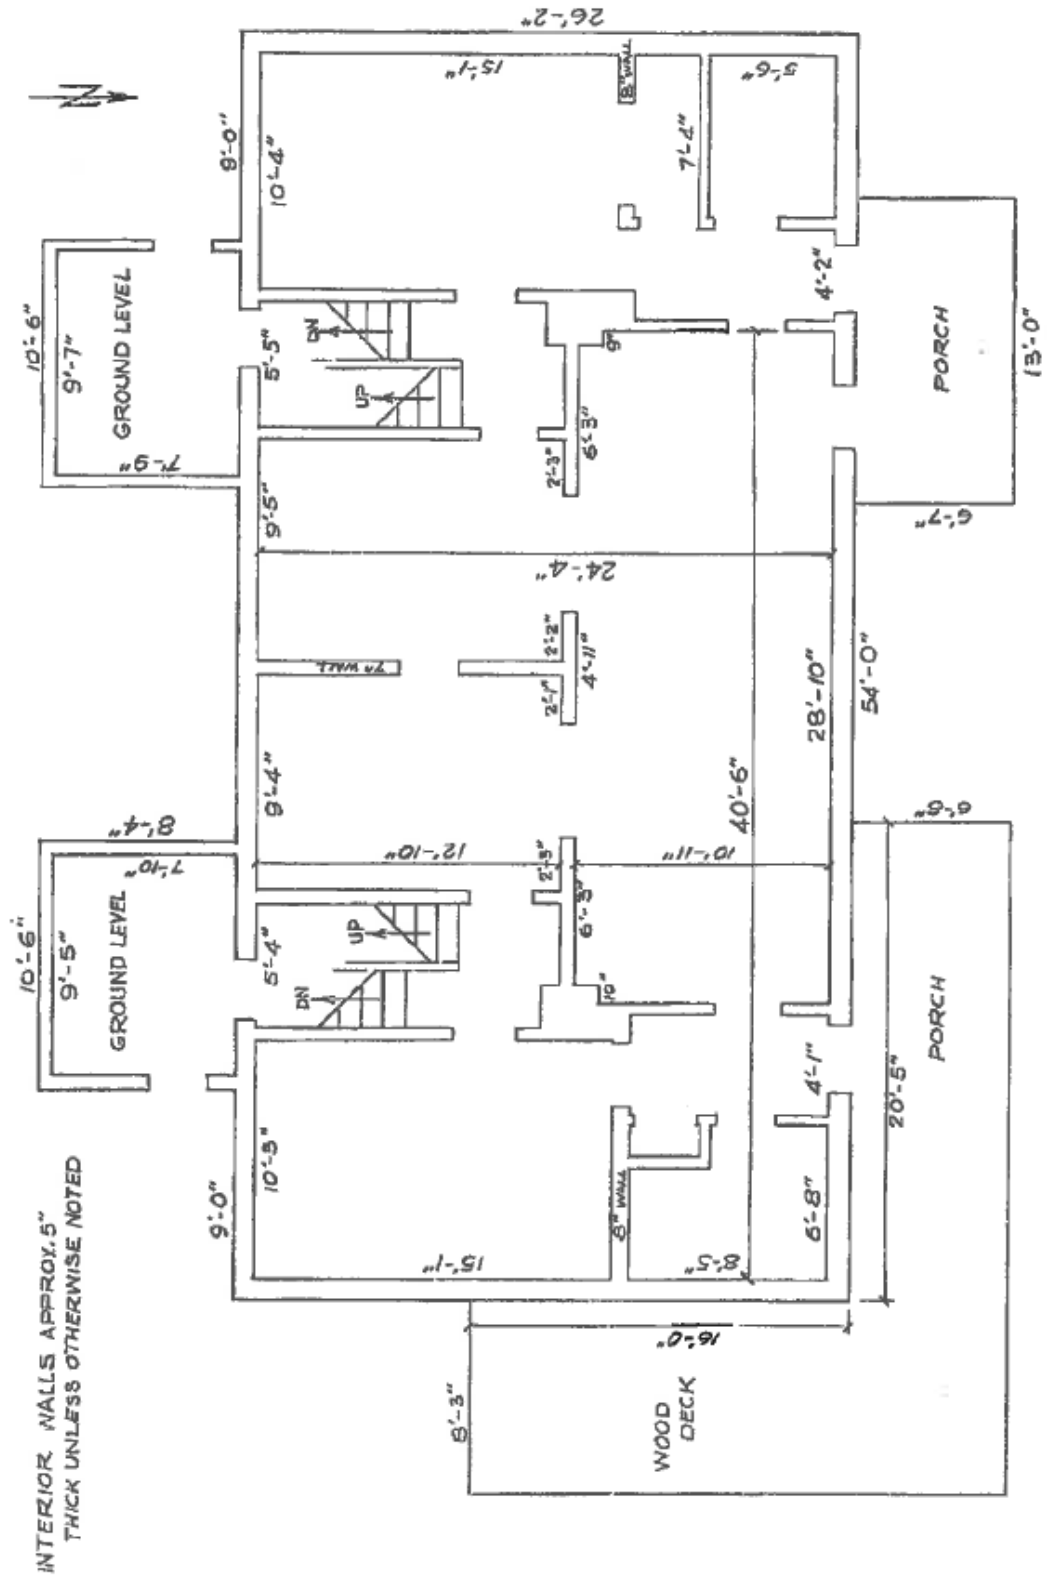 INTERIOR WALLS APPROX. 5"
THICK UNLESS OTHERWISE NOTED
10'-6"
10'-6"
9'-5"
9'-7"
N
GROUND LEVEL
GROUND LEVEL
7'-10"
8'-4"
7'-9"
9'-0"
9'-0"
10'-3"
5'-4"
9'-4"
9'-5"
5'-5"
10'-4"
DN
UP
UP
DN
7" WALL
12'-10"
15'-1"
15'-1"
26'-2"
24'-4"
2'-3"
2'-1"
2'-2"
2'-3"
6'-3"
4'-11"
6'-3"
10"
9"
8" WALL
8" WALL
8'-3"
16'-0"
WOOD
DECK
8'-5"
10'-11"
7'-4"
40'-6"
5'-6"
6'-8"
4'-1"
28'-10"
4'-2"
20'-5"
54'-0"
PORCH
6'-8"
6'-7"
PORCH
13'-0"